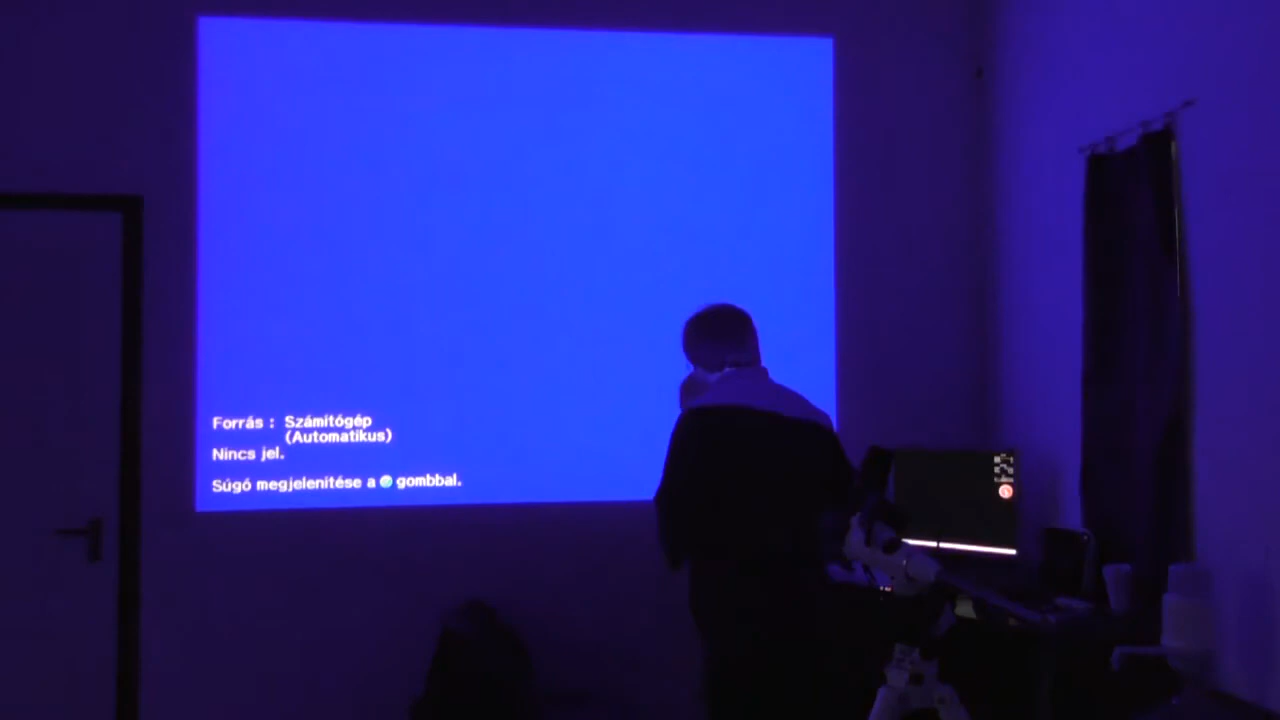 Forrás : Számítógép
(Automatikus)
Nincs jel.
Súgó megjelenítése a gombbal.